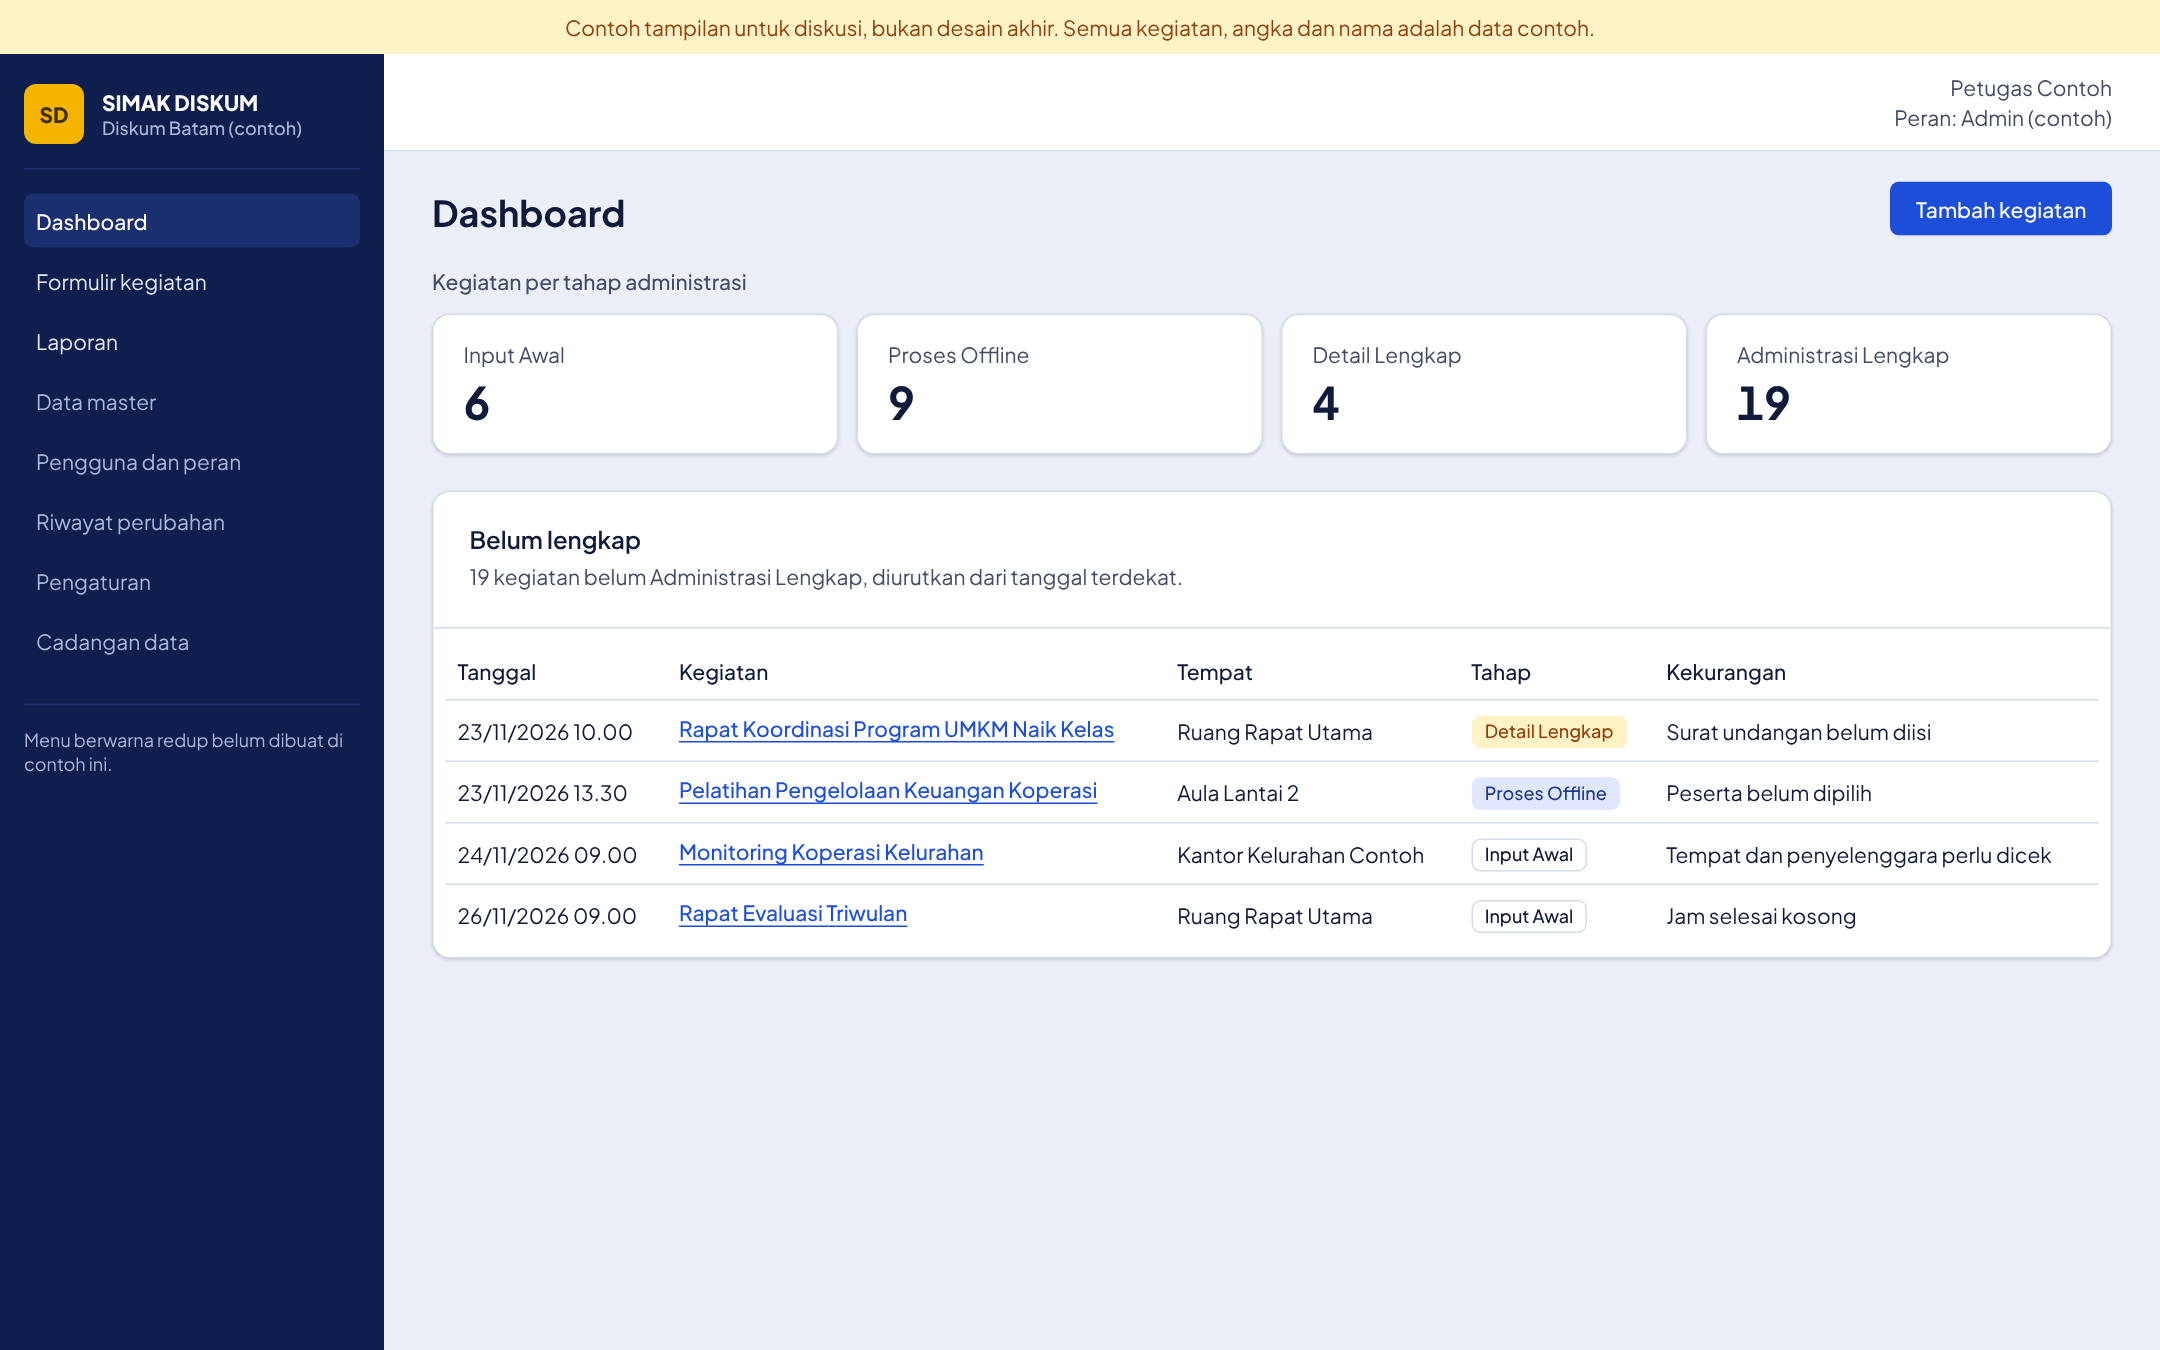 Contoh tampilan untuk diskusi, bukan desain akhir. Semua kegiatan, angka dan nama adalah data contoh.
SD
SIMAK DISKUM
Diskum Batam (contoh)
Dashboard
Formulir kegiatan
Laporan
Data master
Pengguna dan peran
Riwayat perubahan
Pengaturan
Cadangan data
Menu berwarna redup belum dibuat di
contoh ini.
Petugas Contoh
Peran: Admin (contoh)
Dashboard
Tambah kegiatan
Kegiatan per tahap administrasi
Input Awal
6
Proses Offline
9
Detail Lengkap
4
Administrasi Lengkap
19
Belum lengkap
19 kegiatan belum Administrasi Lengkap, diurutkan dari tanggal terdekat.
Tanggal Kegiatan Tempat Tahap Kekurangan
23/11/2026 10.00 Rapat Koordinasi Program UMKM Naik Kelas Ruang Rapat Utama Detail Lengkap Surat undangan belum diisi
23/11/2026 13.30 Pelatihan Pengelolaan Keuangan Koperasi Aula Lantai 2 Proses Offline Peserta belum dipilih
24/11/2026 09.00 Monitoring Koperasi Kelurahan Kantor Kelurahan Contoh Input Awal Tempat dan penyelenggara perlu dicek
26/11/2026 09.00 Rapat Evaluasi Triwulan Ruang Rapat Utama Input Awal Jam selesai kosong